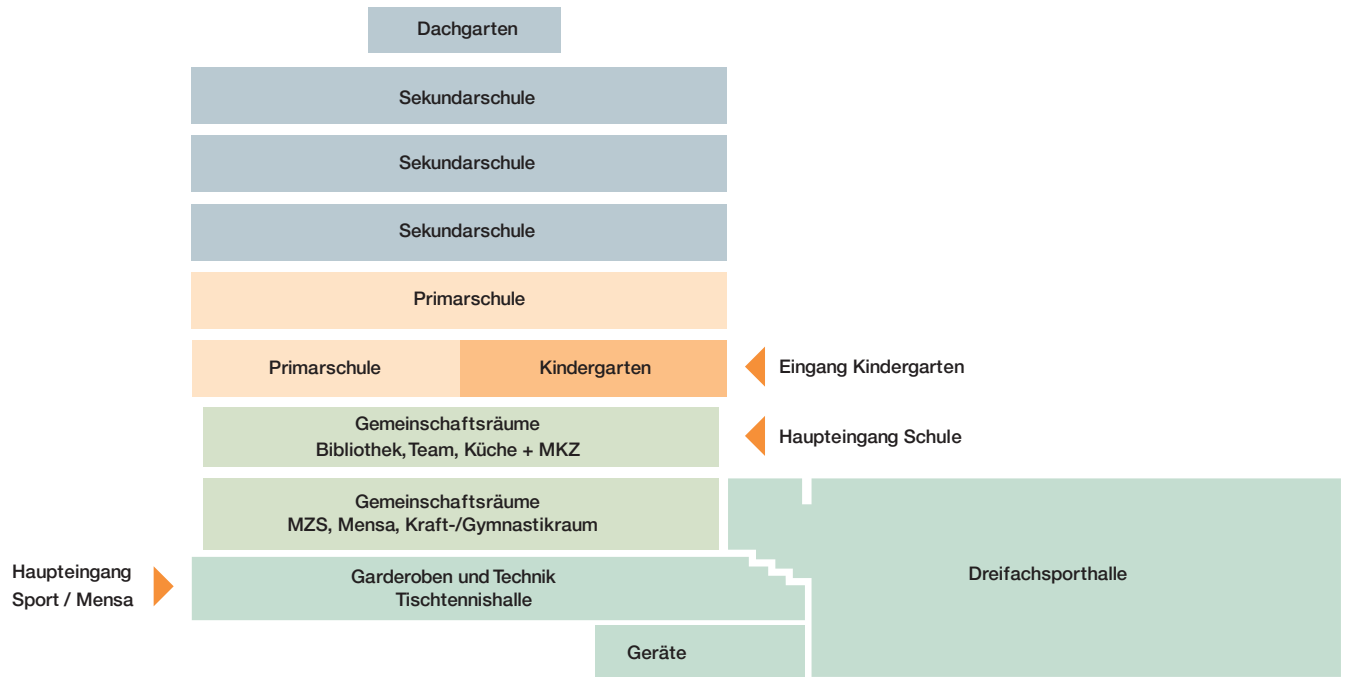 Dachgarten
Sekundarschule
Sekundarschule
Sekundarschule
Primarschule
Primarschule
Kindergarten
Eingang Kindergarten
Gemeinschaftsräume
Bibliothek, Team, Küche + MKZ
Haupteingang Schule
Gemeinschaftsräume
MZS, Mensa, Kraft-/Gymnastikraum
Haupteingang
Sport / Mensa
Garderoben und Technik
Tischtennishalle
Dreifachsporthalle
Geräte